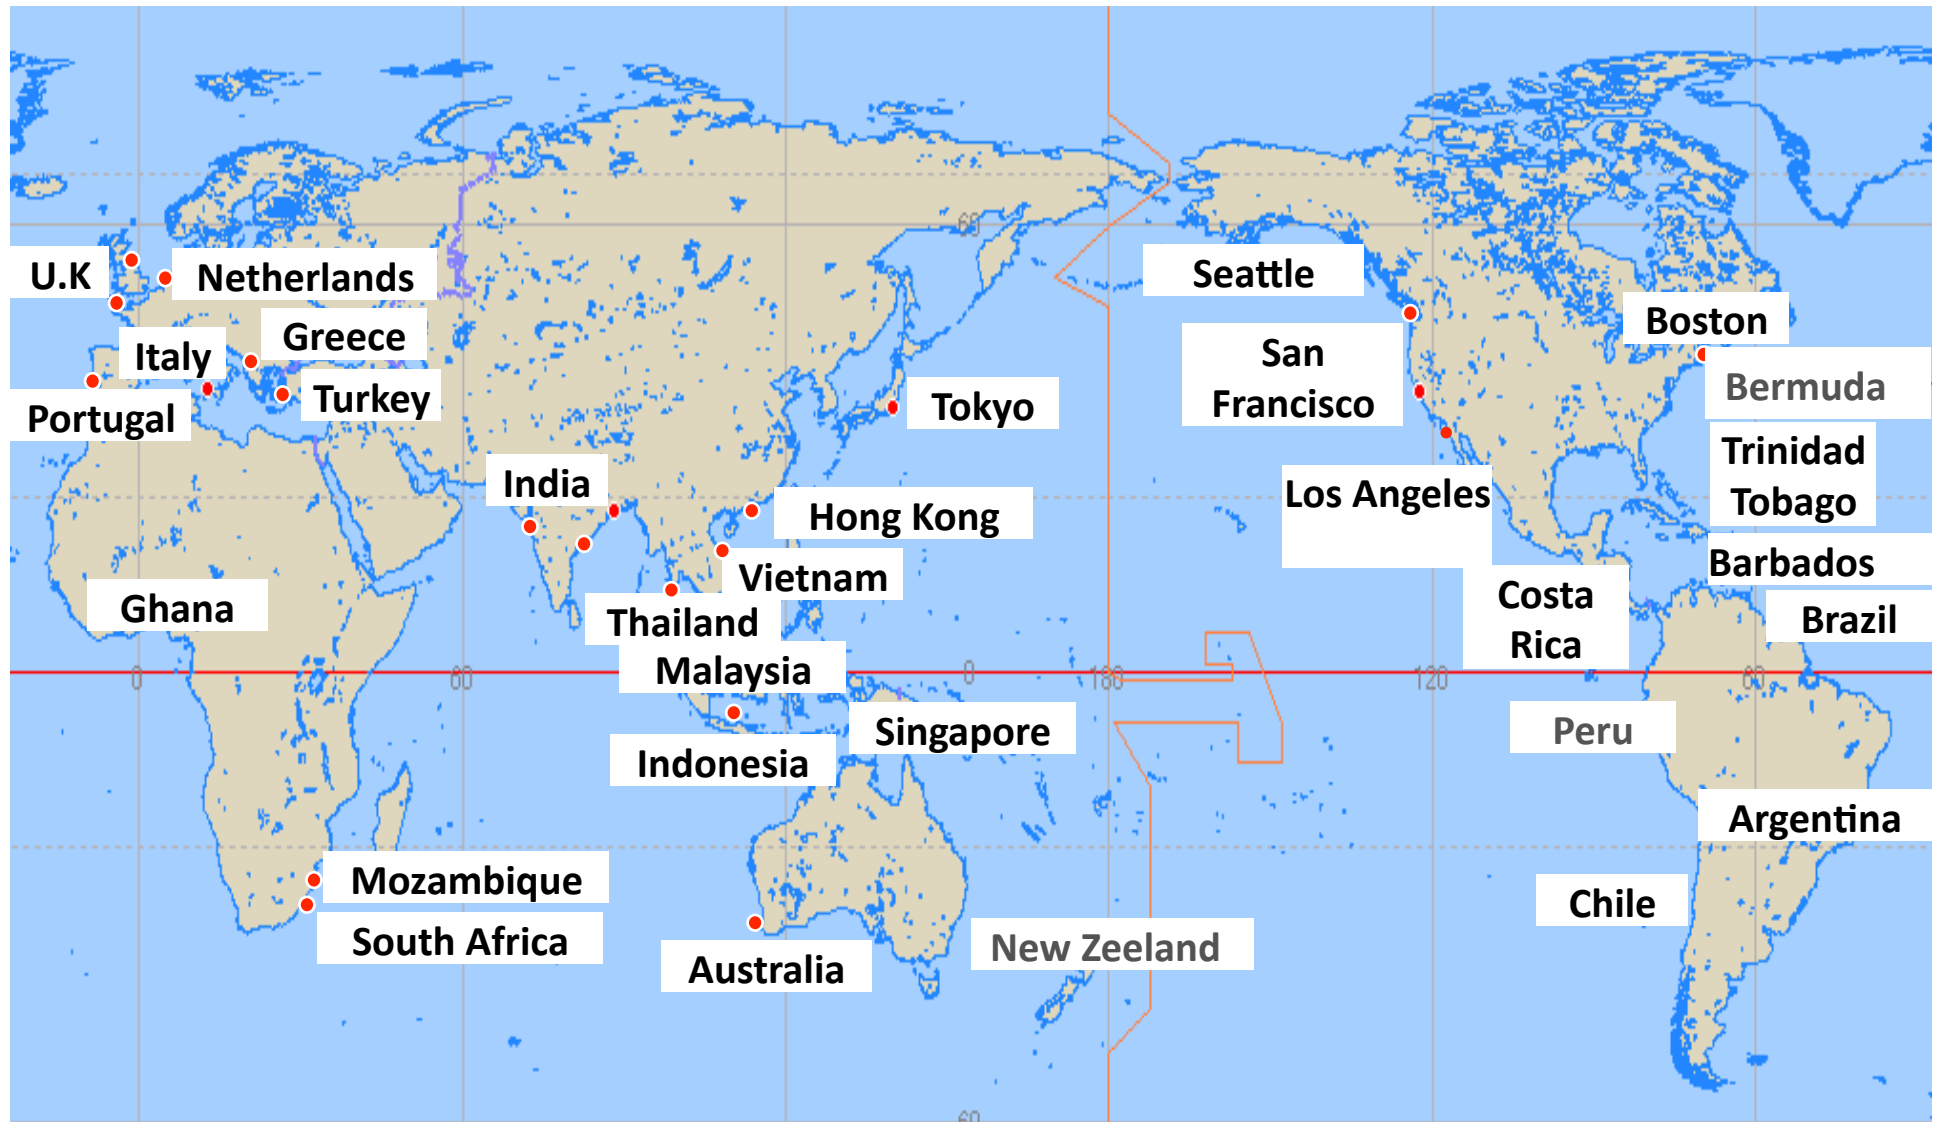 60
Seattle
U.K
Netherlands
Boston
Greece
Italy
San
Francisco
Bermuda
Turkey
Tokyo
Portugal
Trinidad
Tobago
India
Los Angeles
Hong Kong
Barbados
Vietnam
Costa
Rica
Ghana
Thailand
Brazil
Malaysia
0
60
0
180
120
60
Singapore
Peru
Indonesia
Argentina
Mozambique
Chile
South Africa
New Zeeland
Australia
60